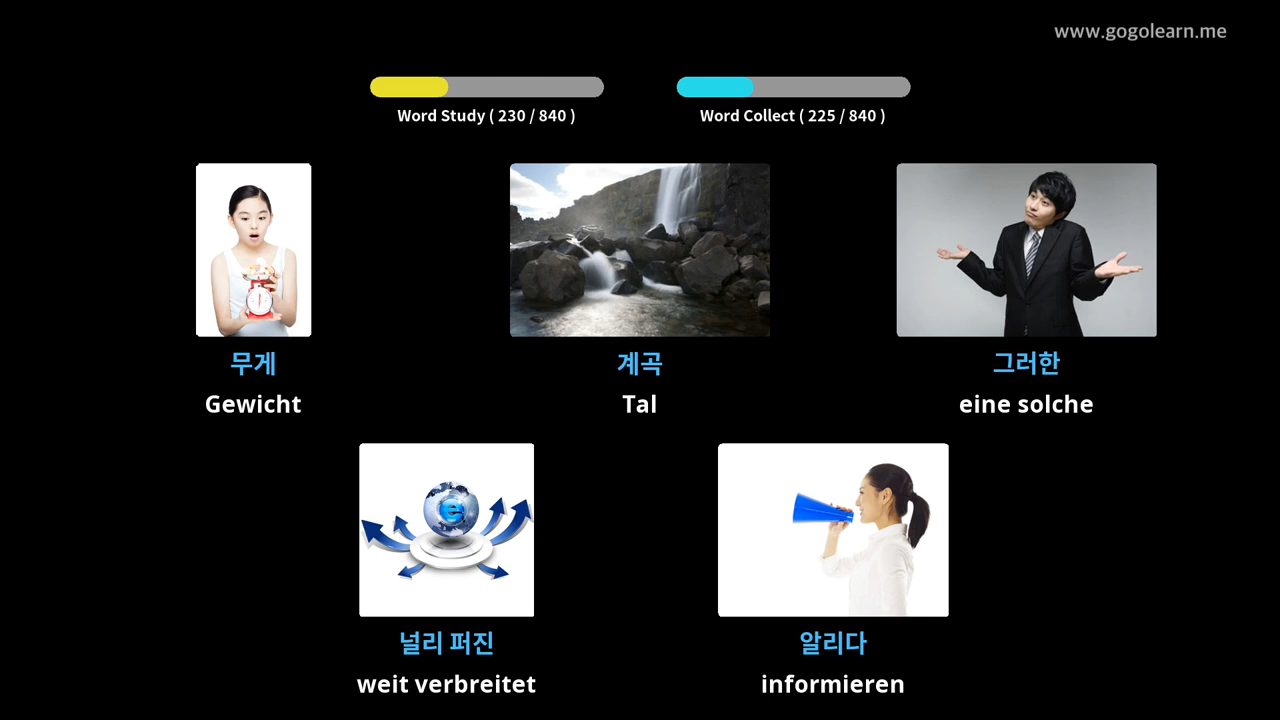 www.gogolearn.me
Word Study ( 230 / 840 )
Word Collect ( 225 / 840 )
무게
Gewicht
계곡
Tal
그러한
eine solche
널리 퍼진
weit verbreitet
알리다
informieren